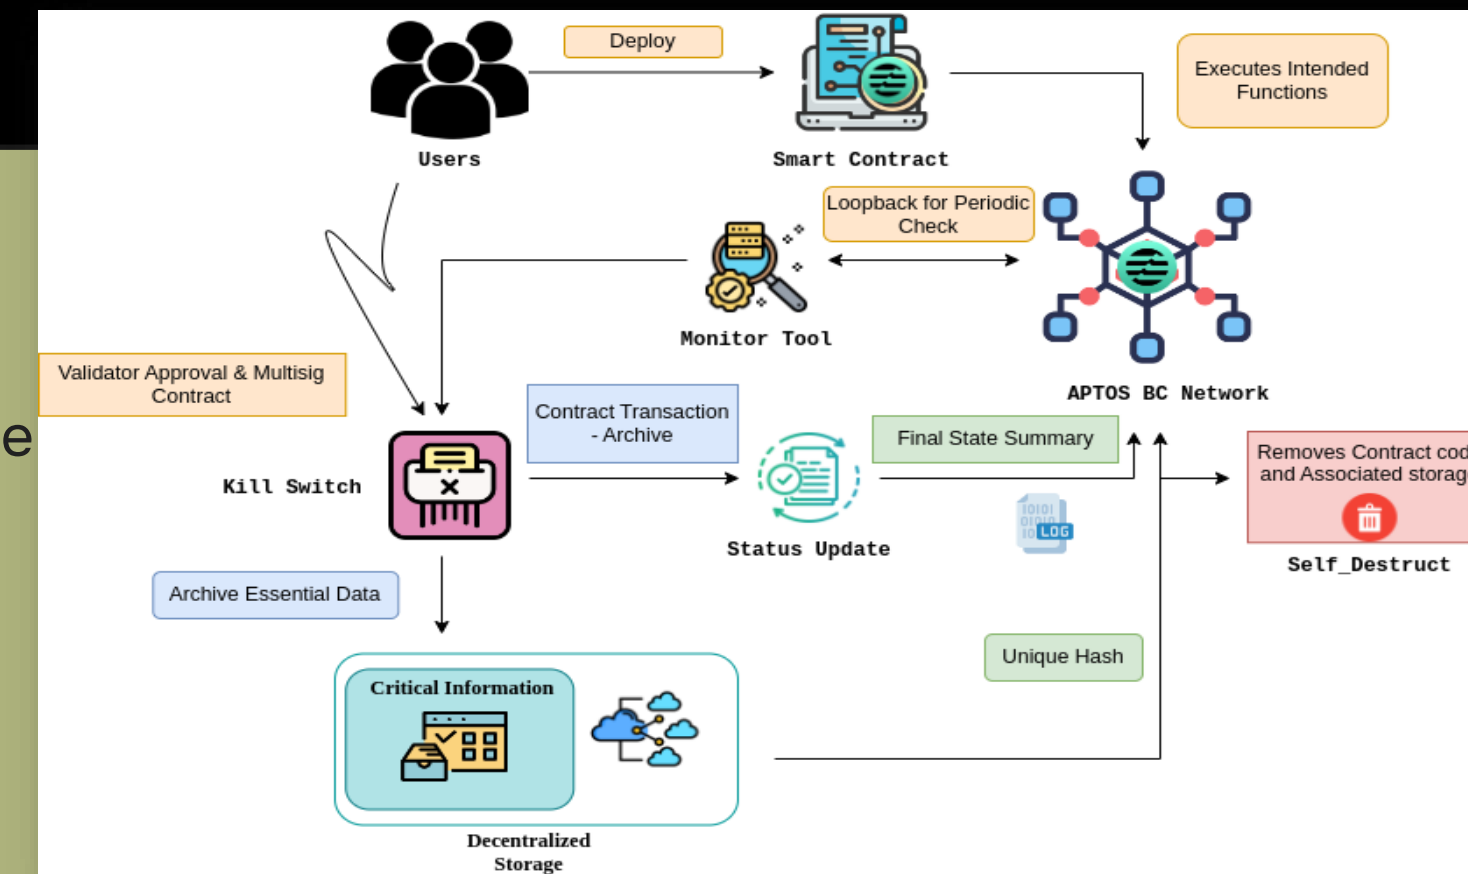 Deploy
Executes Intended
Functions
Users
Smart Contract
Loopback for Periodic
Check
Monitor Tool
Validator Approval & Multisig
Contract
APTOS BC Network
Contract Transaction
- Archive
Final State Summary
Removes Contract cod
and Associated storag
e
Kill Switch
LOG
Status Update
Self_Destruct
Archive Essential Data
Unique Hash
Critical Information
Decentralized
Storage